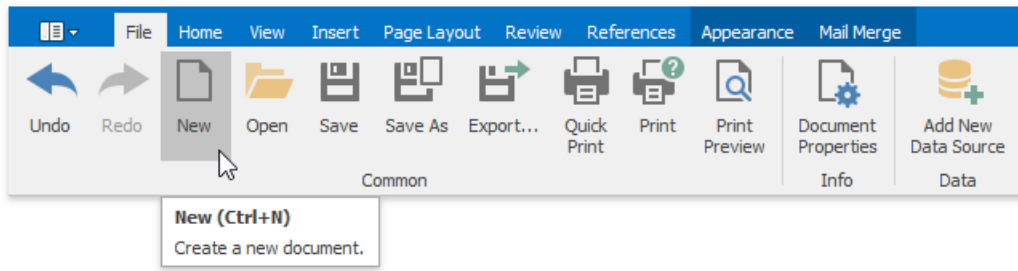 File Home View Insert Page Layout Review References Appearance Mail Merge
Undo Redo New Open Save Save As Export... Quick Print Print Print Preview Document Properties Add New Data Source
Common Info Data
New (Ctrl+N)
Create a new document.